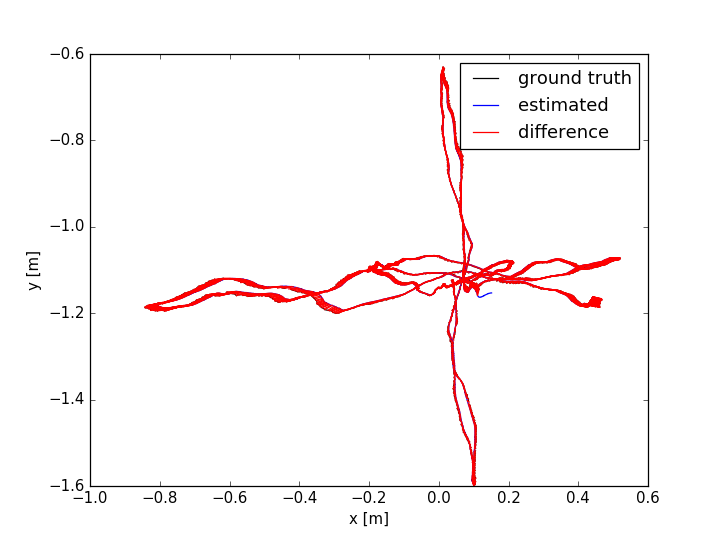 −0.6
ground truth
estimated
difference
−0.8
−1.0
y [m]
−1.2
−1.4
−1.6
−1.0 −0.8 −0.6 −0.4 −0.2 0.0 0.2 0.4 0.6
x [m]